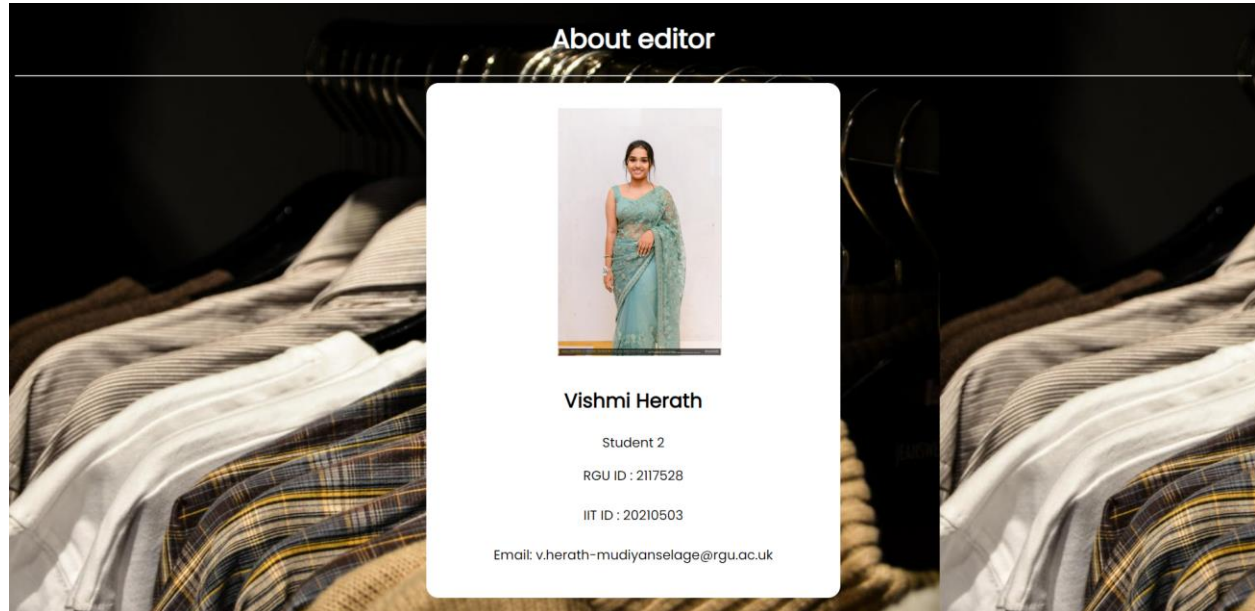 About editor
Vishmi Herath
Student 2
RGU ID : 2117528
IIT ID : 20210503
Email: v.herath-mudiyanselage@rgu.ac.uk